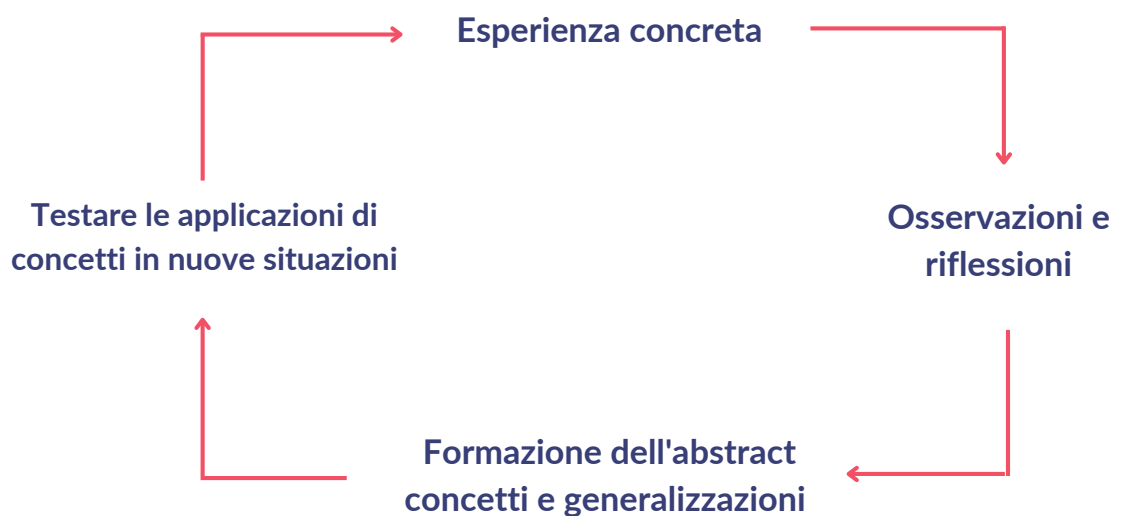 Esperienza concreta
Testare le applicazioni di
concetti in nuove situazioni
Osservazioni e
riflessioni
Formazione dell'abstract
concetti e generalizzazioni